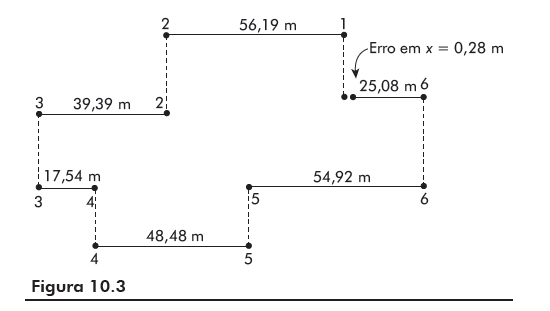 2 56,19 m 1
Erro em x = 0,28 m
25,08 m 6
3 39,39 m 2
17,54 m
3 4
54,92 m
5 6
48,48 m
4 5
Figura 10.3